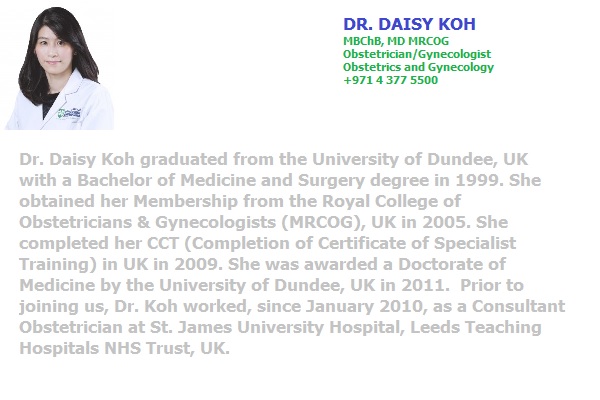 DR. DAISY KOH
MBChB, MD MRCOG
Obstetrician/Gynecologist
Obstetrics and Gynecology
+971 4 377 5500
Dr. Daisy Koh graduated from the University of Dundee, UK
with a Bachelor of Medicine and Surgery degree in 1999. She
obtained her Membership from the Royal College of
Obstetricians & Gynecologists (MRCOG), UK in 2005. She
completed her CCT (Completion of Certificate of Specialist
Training) in UK in 2009. She was awarded a Doctorate of
Medicine by the University of Dundee, UK in 2011.  Prior to
joining us, Dr. Koh worked, since January 2010, as a Consultant
Obstetrician at St. James University Hospital, Leeds Teaching
Hospitals NHS Trust, UK.